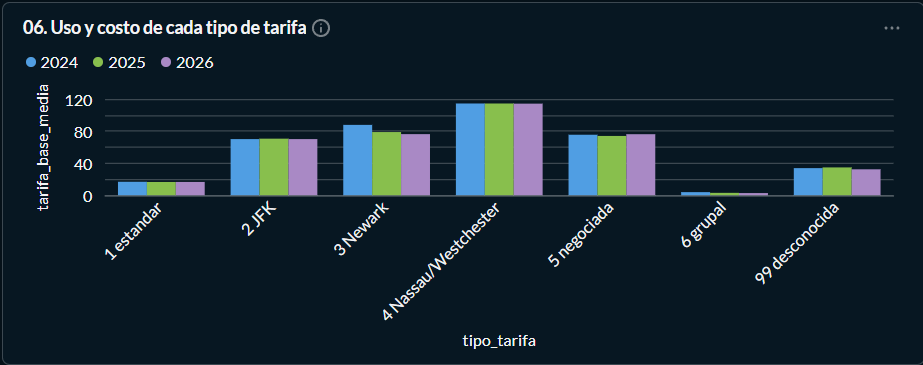 06. Uso y costo de cada tipo de tarifa
2024 2025 2026
tarifa_base_media
120
80
40
0
1 estandar
2 JFK
3 Newark
4 Nassau/Westchester
5 negociada
6 grupal
99 desconocida
tipo_tarifa